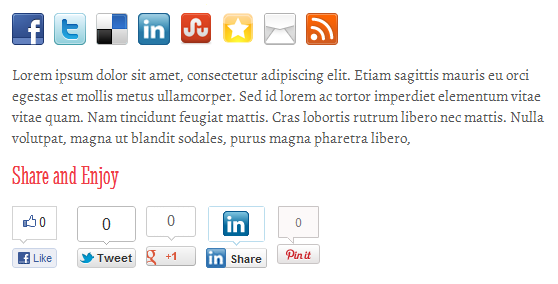 f t in
Lorem ipsum dolor sit amet, consectetur adipiscing elit. Etiam sagittis mauris eu orci
egestas et mollis metus ullamcorper. Sed id lorem ac tortor imperdiet elementum vitae
vitae quam. Nam tincidunt feugiat mattis. Cras lobortis rutrum libero nec mattis. Nulla
volutpat, magna ut blandit sodales, purus magna pharetra libero,
Share and Enjoy
0 0 0 in 0
f Like Tweet g +1 in Share Pin it